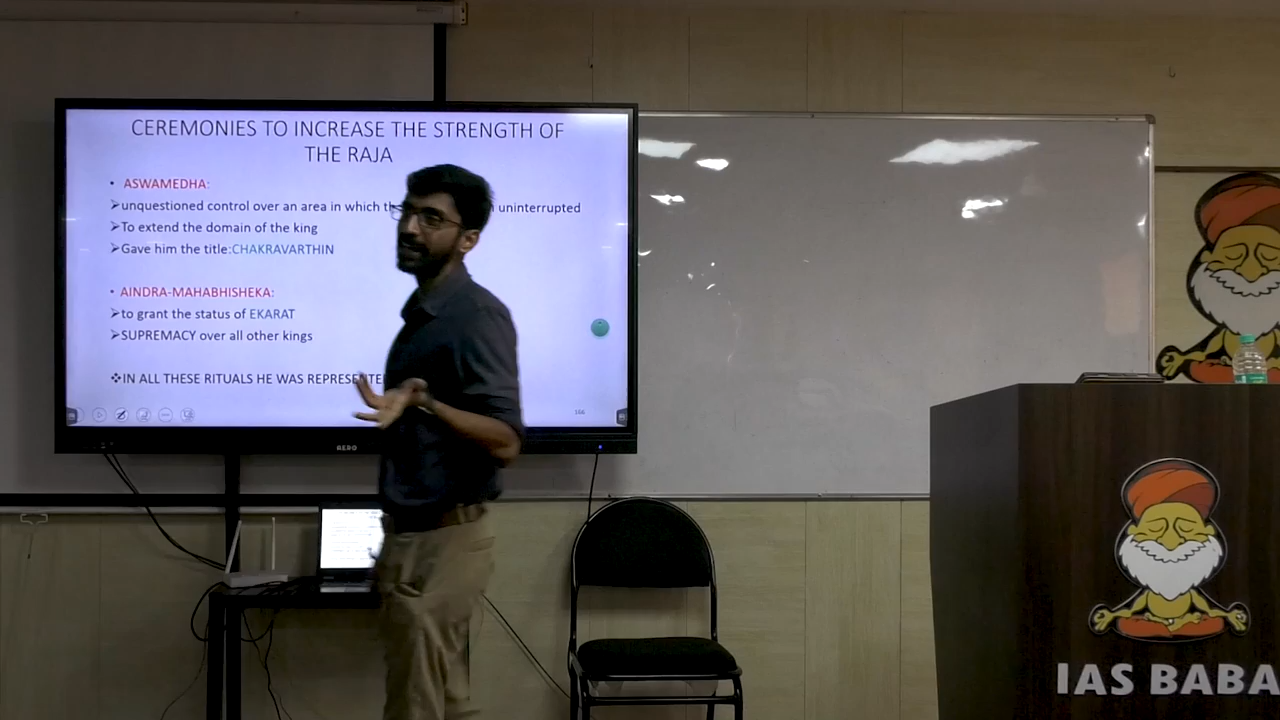 CEREMONIES TO INCREASE THE STRENGTH OF
THE RAJA
• ASWAMEDHA:
➢unquestioned control over an area in which uninterrupted
➢To extend the domain of the king
➢Gave him the title:CHAKRAVARTHIN
• AINDRA-MAHABHISHEKA:
➢to grant the status of EKARAT
➢SUPREMACY over all other kings
❖IN ALL THESE RITUALS HE WAS
166
IAS BABA